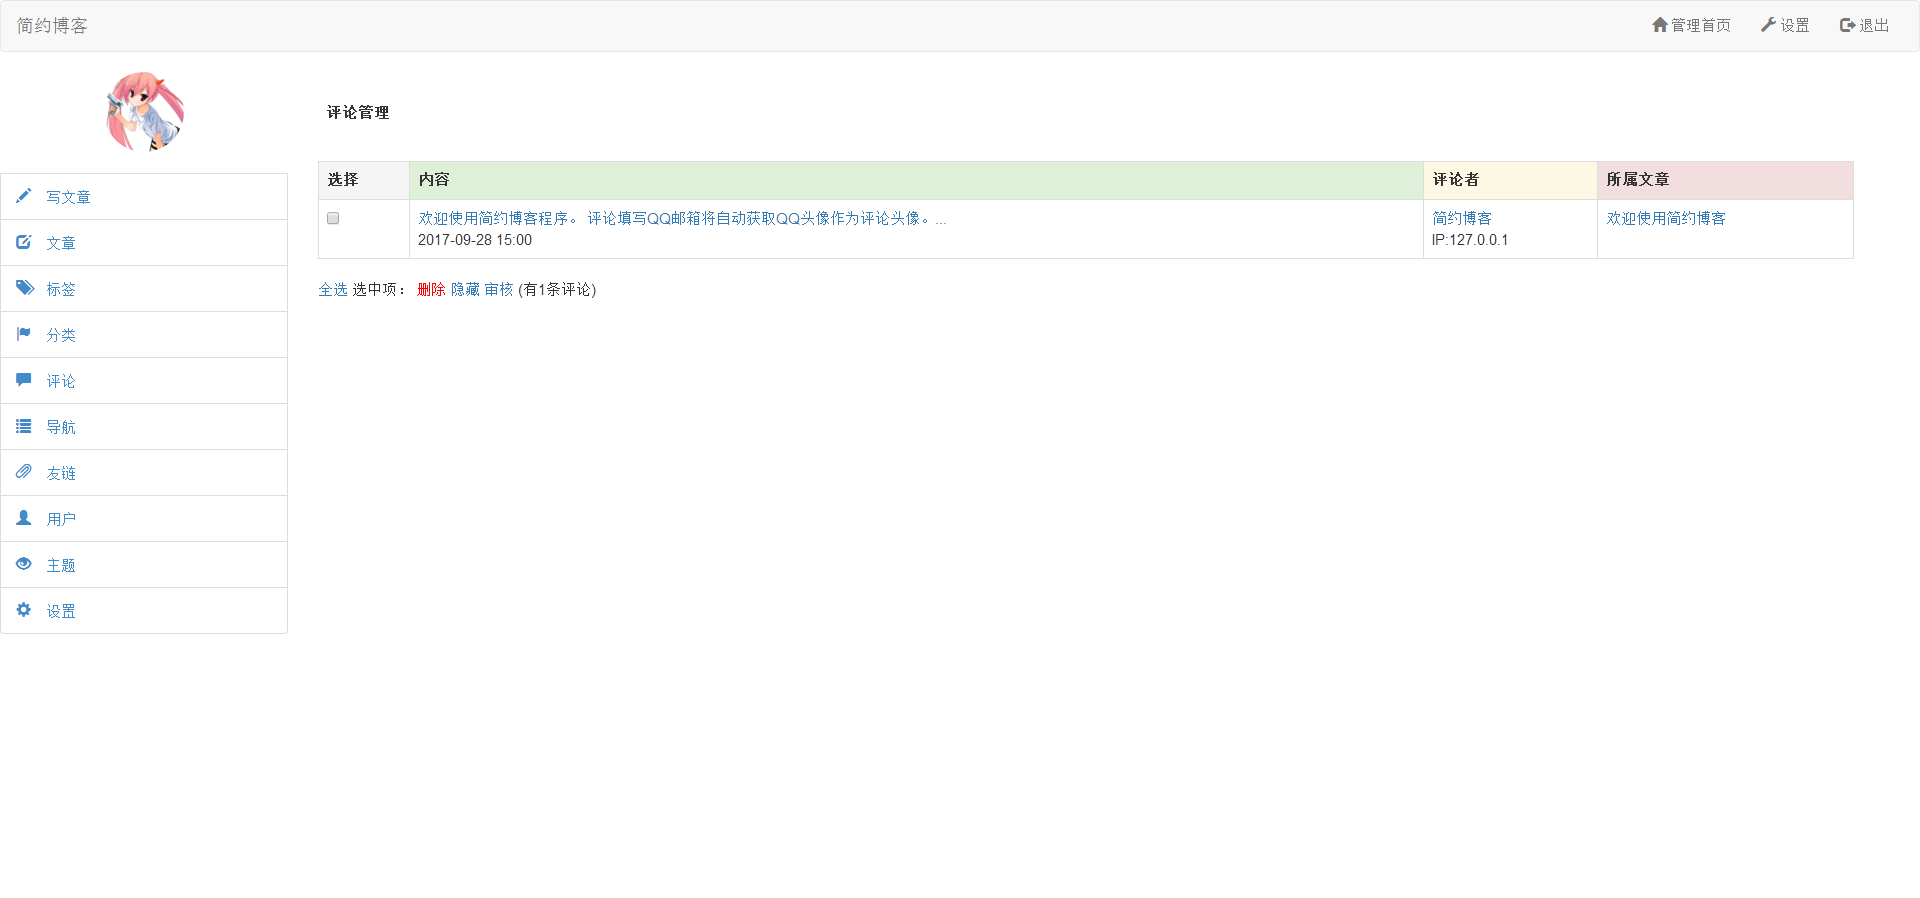 简约博客
管理首页 设置 退出
评论管理
写文章
文章
标签
分类
评论
导航
友链
用户
主题
设置
选择 内容 评论者 所属文章
欢迎使用简约博客程序。 评论填写QQ邮箱将自动获取QQ头像作为评论头像。... 简约博客 欢迎使用简约博客
2017-09-28 15:00 IP:127.0.0.1
全选 选中项： 删除 隐藏 审核 (有1条评论)